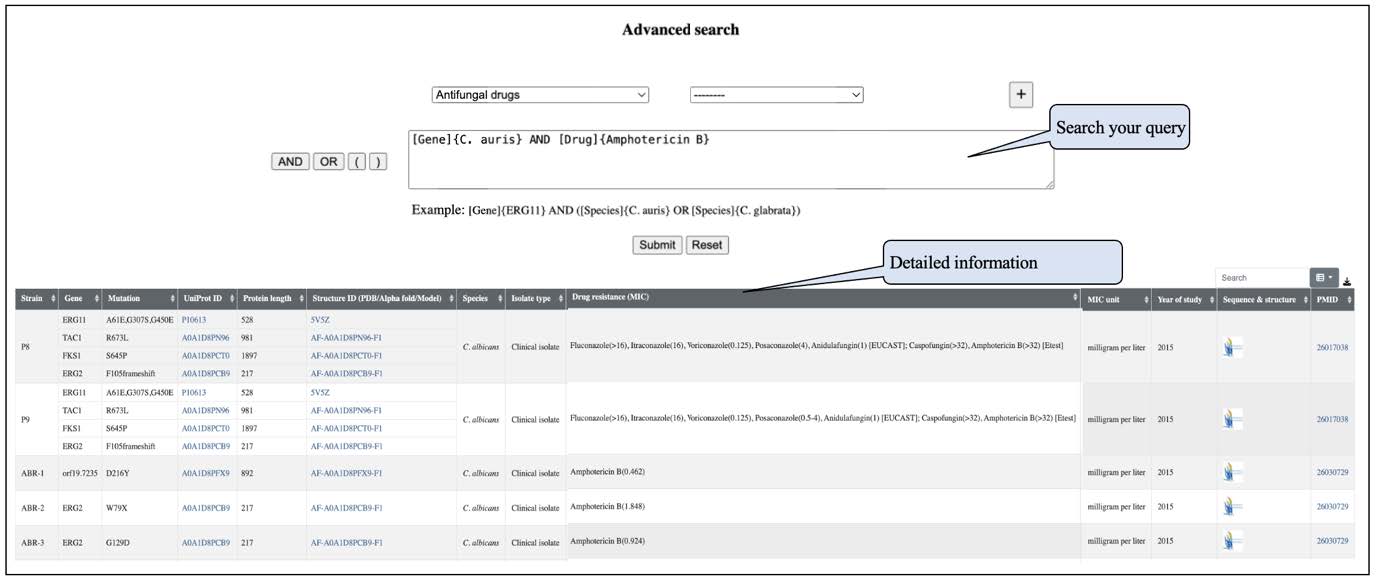 Advanced search
Antifungal drugs -------- +
Search your query
[Gene]{C. auris} AND [Drug]{Amphotericin B}
AND OR ( )
Example: [Gene]{ERG11} AND ([Species]{C. auris} OR [Species]{C. glabrata})
Submit Reset
Detailed information
Search
Strain Gene Mutation UniProt ID Protein length Structure ID (PDB/Alpha fold/Model) Species Isolate type Drug resistance (MIC) MIC unit Year of study Sequence & structure PMID
ERG11 A61E,G307S,G450E P10613 528 5V5Z
TAC1 R673L A0A1D8PN96 981 AF-A0A1D8PN96-F1
P8 C. albicans Clinical isolate Fluconazole(>16), Itraconazole(16), Voriconazole(0.125), Posaconazole(4), Anidulafungin(1) [EUCAST]; Caspofungin(>32), Amphotericin B(>32) [Etest] milligram per liter 2015 26017038
FKS1 S645P A0A1D8PCT0 1897 AF-A0A1D8PCT0-F1
ERG2 F105frameshift A0A1D8PCB9 217 AF-A0A1D8PCB9-F1
ERG11 A61E,G307S,G450E P10613 528 5V5Z
TAC1 R673L A0A1D8PN96 981 AF-A0A1D8PN96-F1
P9 C. albicans Clinical isolate Fluconazole(>16), Itraconazole(16), Voriconazole(0.125), Posaconazole(0.5-4), Anidulafungin(1) [EUCAST]; Caspofungin(>32), Amphotericin B(>32) [Etest] milligram per liter 2015 26017038
FKS1 S645P A0A1D8PCT0 1897 AF-A0A1D8PCT0-F1
ERG2 F105frameshift A0A1D8PCB9 217 AF-A0A1D8PCB9-F1
ABR-1 orf19.7235 D216Y A0A1D8PFX9 892 AF-A0A1D8PFX9-F1 C. albicans Clinical isolate Amphotericin B(0.462) milligram per liter 2015 26030729
ABR-2 ERG2 W79X A0A1D8PCB9 217 AF-A0A1D8PCB9-F1 C. albicans Clinical isolate Amphotericin B(1.848) milligram per liter 2015 26030729
ABR-3 ERG2 G129D A0A1D8PCB9 217 AF-A0A1D8PCB9-F1 C. albicans Clinical isolate Amphotericin B(0.924) milligram per liter 2015 26030729